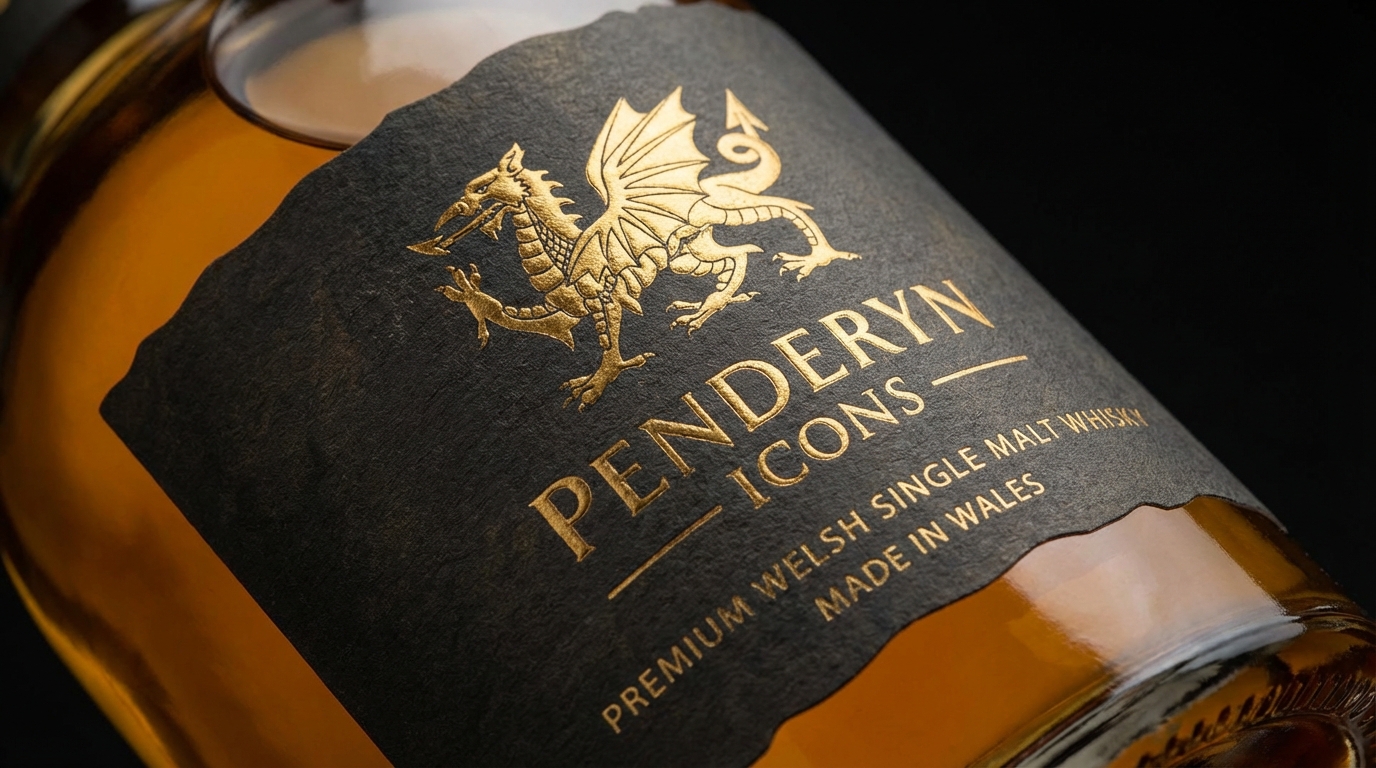 PENDERYN
ICONS
PREMIUM WELSH SINGLE MALT WHISKY
MADE IN WALES